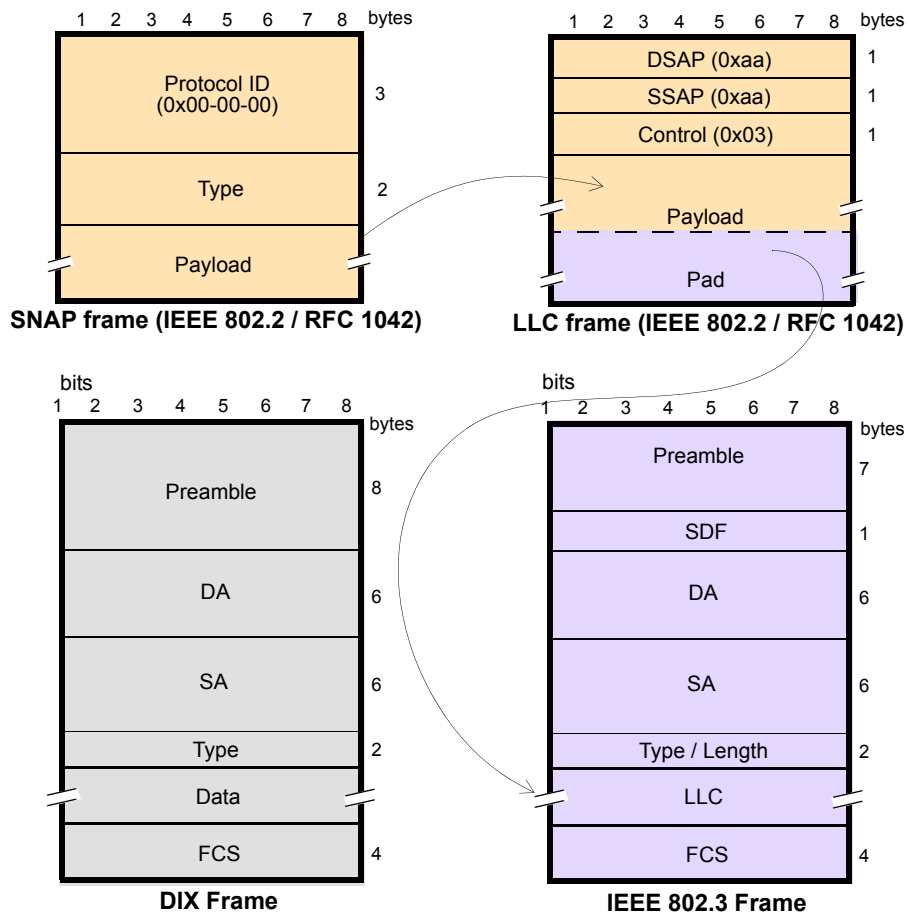 1 2 3 4 5 6 7 8 bytes
Protocol ID
(0x00-00-00)
3
Type
2
Payload
SNAP frame (IEEE 802.2 / RFC 1042)
1 2 3 4 5 6 7 8 bytes
DSAP (0xaa)
1
SSAP (0xaa)
1
Control (0x03)
1
Payload
Pad
LLC frame (IEEE 802.2 / RFC 1042)
bits
1 2 3 4 5 6 7 8
bytes
Preamble
8
DA
6
SA
6
Type
2
Data
FCS
4
DIX Frame
bits
1 2 3 4 5 6 7 8
bytes
Preamble
7
SDF
1
DA
6
SA
6
Type / Length
2
LLC
FCS
4
IEEE 802.3 Frame